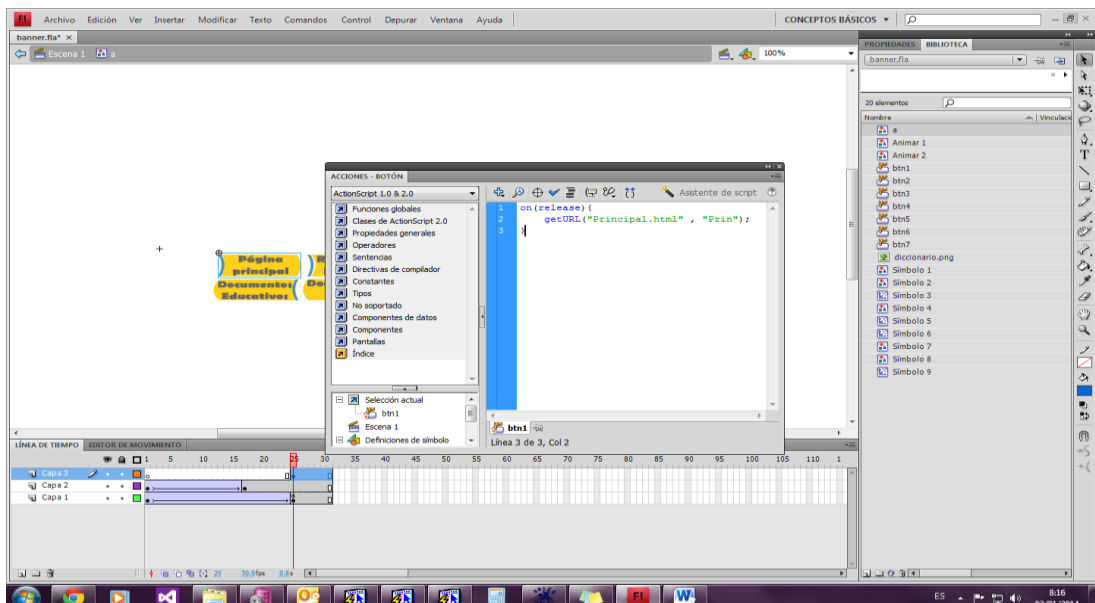 FL Archivo Edición Ver Insertar Modificar Texto Comandos Control Depurar Ventana Ayuda CONCEPTOS BÁSICOS
banner.fla*
Escena 1 a 100%
PROPIEDADES BIBLIOTECA
banner.fla
20 elementos
Nombre Vinculaci
a
Animar 1
Animar 2
btn1
btn2
btn3
btn4
btn5
btn6
btn7
diccionario.png
Símbolo 1
Símbolo 2
Símbolo 3
Símbolo 4
Símbolo 5
Símbolo 6
Símbolo 7
Símbolo 8
Símbolo 9
Página
principal
Documentos
Educativos
ACCIONES - BOTÓN
ActionScript 1.0 & 2.0
Asistente de script
Funciones globales
Clases de ActionScript 2.0
Propiedades generales
Operadores
Sentencias
Directivas de compilador
Constantes
Tipos
No soportado
Componentes de datos
Componentes
Pantallas
Índice
Selección actual
btn1
Escena 1
Definiciones de símbolo
1 on(release){
2 getURL("Principal.html" , "Prin");
3 }
btn1
Línea 3 de 3, Col 2
LÍNEA DE TIEMPO EDITOR DE MOVIMIENTO
1 5 10 15 20 25 30 35 40 45 50 55 60 65 70 75 80 85 90 95 100 105 110 1
Capa 3
Capa 2
Capa 1
25 30.0fps 0.8s
ES 8:16